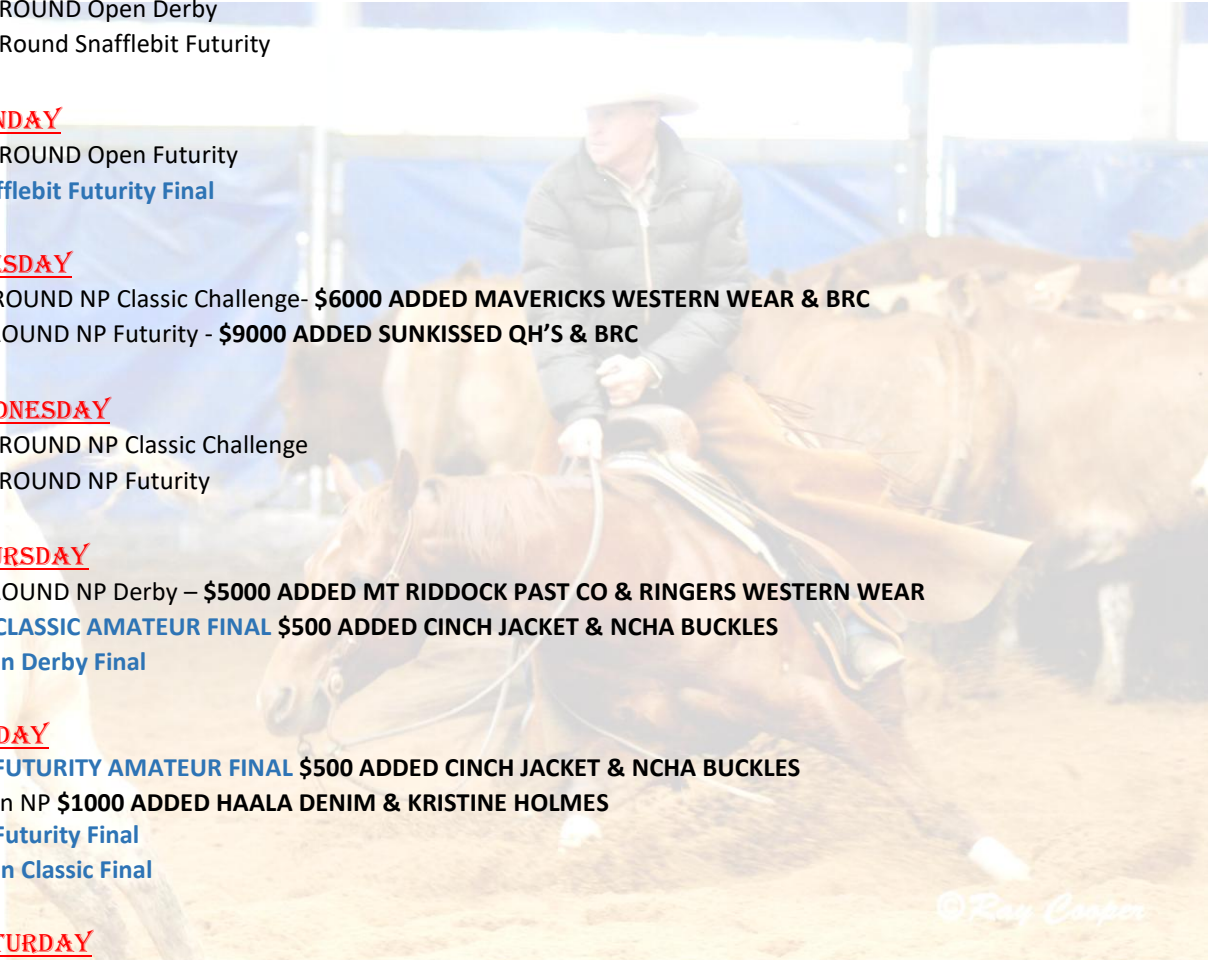 ROUND Open Derby
Round Snafflebit Futurity
NDAY
ROUND Open Futurity
fflebit Futurity Final
ESDAY
ROUND NP Classic Challenge- $6000 ADDED MAVERICKS WESTERN WEAR & BRC
OUND NP Futurity - $9000 ADDED SUNKISSED QH’S & BRC
DNESDAY
ROUND NP Classic Challenge
ROUND NP Futurity
URSDAY
OUND NP Derby – $5000 ADDED MT RIDDOCK PAST CO & RINGERS WESTERN WEAR
CLASSIC AMATEUR FINAL $500 ADDED CINCH JACKET & NCHA BUCKLES
n Derby Final
DAY
FUTURITY AMATEUR FINAL $500 ADDED CINCH JACKET & NCHA BUCKLES
n NP $1000 ADDED HAALA DENIM & KRISTINE HOLMES
Futurity Final
n Classic Final
©Ray Cooper
TURDAY